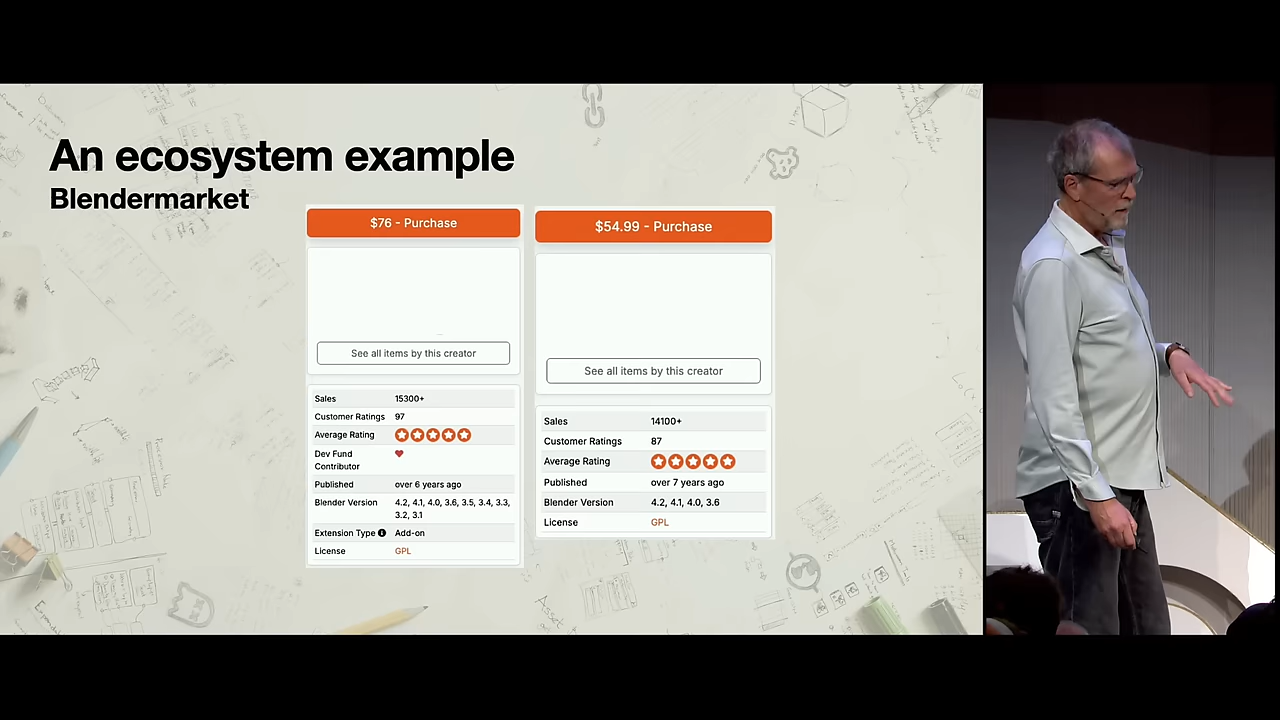 An ecosystem example
Blendermarket
$76 - Purchase
See all items by this creator
Sales 15300+
Customer Ratings 97
Average Rating
Dev Fund
Contributor
Published over 6 years ago
Blender Version 4.2, 4.1, 4.0, 3.6, 3.5, 3.4, 3.3,
3.2, 3.1
Extension Type Add-on
License GPL
$54.99 - Purchase
See all items by this creator
Sales 14100+
Customer Ratings 87
Average Rating
Published over 7 years ago
Blender Version 4.2, 4.1, 4.0, 3.6
License GPL